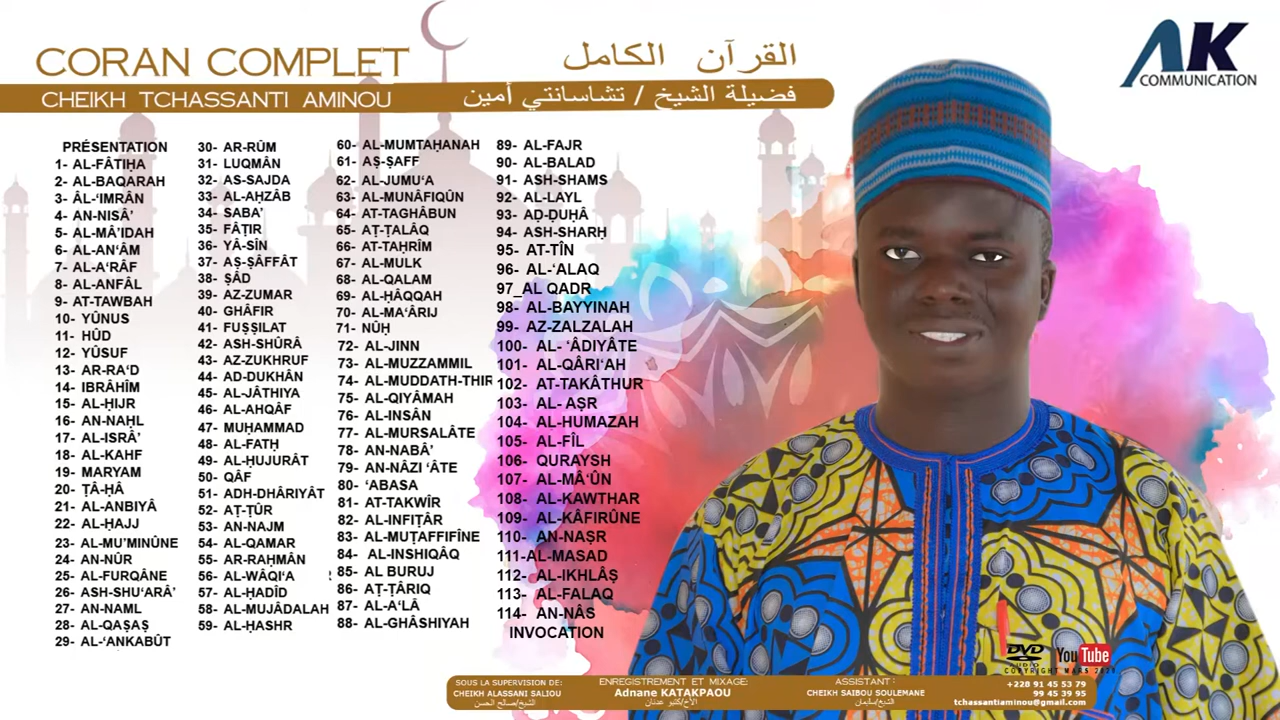 CORAN COMPLET
القرآن الكامل
CHEIKH TCHASSANTI AMINOU
فضيلة الشيخ / تشاسانتي أمين
AK
COMMUNICATION
PRÉSENTATION
1- AL-FÂTIḤA
2- AL-BAQARAH
3- ÂL-‘IMRÂN
4- AN-NISÂ’
5- AL-MÂ’IDAH
6- AL-AN‘ÂM
7- AL-A‘RÂF
8- AL-ANFÂL
9- AT-TAWBAH
10- YÛNUS
11- HÛD
12- YÛSUF
13- AR-RA‘D
14- IBRÂHÎM
15- AL-ḤIJR
16- AN-NAḤL
17- AL-ISRÂ’
18- AL-KAHF
19- MARYAM
20- ṬÂ-HÂ
21- AL-ANBIYÂ
22- AL-ḤAJJ
23- AL-MU’MINÛNE
24- AN-NÛR
25- AL-FURQÂNE
26- ASH-SHU‘ARÂ’
27- AN-NAML
28- AL-QAṢAṢ
29- AL-‘ANKABÛT
30- AR-RÛM
31- LUQMÂN
32- AS-SAJDA
33- AL-AḤZÂB
34- SABA’
35- FÂṬIR
36- YÂ-SÎN
37- AṢ-ṢÂFFÂT
38- ṢÂD
39- AZ-ZUMAR
40- GHÂFIR
41- FUṢṢILAT
42- ASH-SHÛRÂ
43- AZ-ZUKHRUF
44- AD-DUKHÂN
45- AL-JÂTHIYA
46- AL-AHQÂF
47- MUḤAMMAD
48- AL-FATḤ
49- AL-ḤUJURÂT
50- QÂF
51- ADH-DHÂRIYÂT
52- AṬ-ṬÛR
53- AN-NAJM
54- AL-QAMAR
55- AR-RAḤMÂN
56- AL-WÂQI‘A
57- AL-ḤADÎD
58- AL-MUJÂDALAH
59- AL-ḤASHR
60- AL-MUMTAḤANAH
61- AṢ-ṢAFF
62- AL-JUMU‘A
63- AL-MUNÂFIQÛN
64- AT-TAGHÂBUN
65- AṬ-ṬALÂQ
66- AT-TAḤRÎM
67- AL-MULK
68- AL-QALAM
69- AL-ḤÂQQAH
70- AL-MA‘ÂRIJ
71- NÛḤ
72- AL-JINN
73- AL-MUZZAMMIL
74- AL-MUDDATH-THIR
75- AL-QIYÂMAH
76- AL-INSÂN
77- AL-MURSALÂTE
78- AN-NABÂ’
79- AN-NÂZI ‘ÂTE
80- ‘ABASA
81- AT-TAKWÎR
82- AL-INFIṬÂR
83- AL-MUṬAFFIFÎNE
84- AL-INSHIQÂQ
85- AL BURUJ
86- AṬ-ṬÂRIQ
87- AL-A‘LÂ
88- AL-GHÂSHIYAH
89- AL-FAJR
90- AL-BALAD
91- ASH-SHAMS
92- AL-LAYL
93- AḌ-ḌUḤÂ
94- ASH-SHARḤ
95- AT-TÎN
96- AL-‘ALAQ
97_AL QADR
98- AL-BAYYINAH
99- AZ-ZALZALAH
100- AL- ‘ÂDIYÂTE
101- AL-QÂRI‘AH
102- AT-TAKÂTHUR
103- AL- AṢR
104- AL-HUMAZAH
105- AL-FÎL
106- QURAYSH
107- AL-MÂ‘ÛN
108- AL-KAWTHAR
109- AL-KÂFIRÛNE
110- AN-NAṢR
111-AL-MASAD
112- AL-IKHLÂṢ
113- AL-FALAQ
114- AN-NÂS
INVOCATION
DVD
AUDIO
YouTube
COPYRIGHT MARS
SOUS LA SUPERVISION DE:
CHEIKH ALASSANI SALIOU
الشيخ/صالح الحسن
ENREGISTREMENT ET MIXAGE:
Adnane KATAKPAOU
ASSISTANT :
CHEIKH SAIBOU SOULEMANE
الشيخ/سليمان
+228 91 45 53 79
99 45 39 95
tchassantiaminou@gmail.com